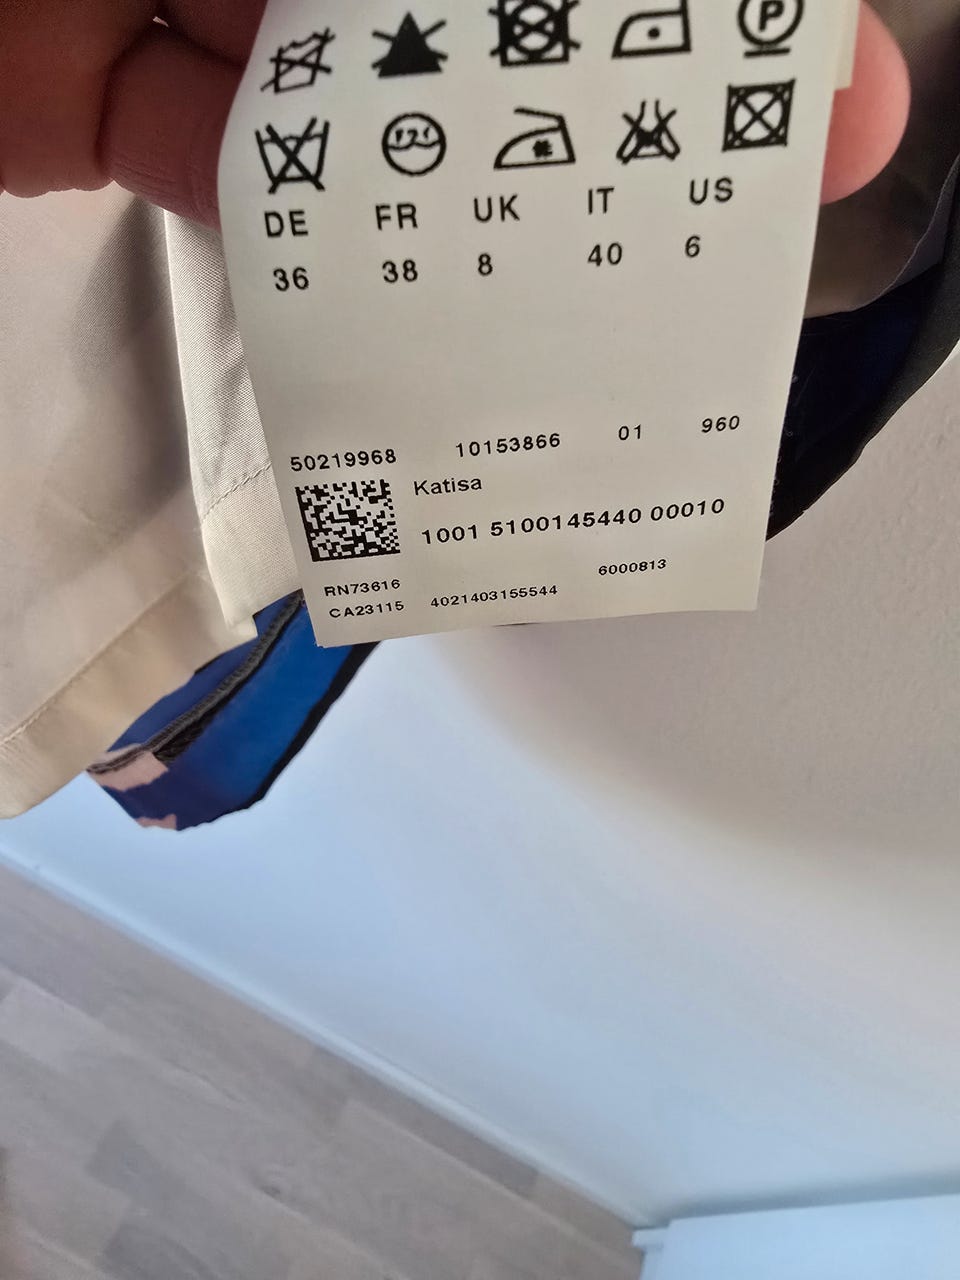 P
DE FR UK IT US
36 38 8 40 6
50219968 10153866 01 960
Katisa
1001 5100145440 00010
RN73616 6000813
CA23115 4021403155544